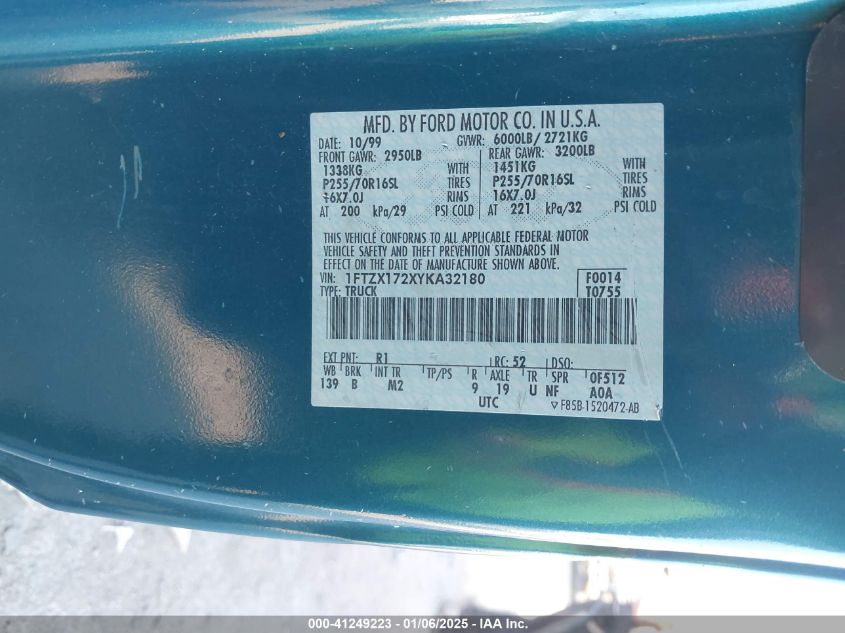 MFD. BY FORD MOTOR CO. IN U.S.A.
DATE: 10/99 GVWR: 6000LB/ 2721KG
FRONT GAWR: 2950LB REAR GAWR: 3200LB
1338KG WITH 1451KG WITH
P255/70R16SL TIRES P255/70R16SL TIRES
16X7.0J RIMS 16X7.0J RIMS
AT 200 kPa/29 PSI COLD AT 221 kPa/32 PSI COLD
THIS VEHICLE CONFORMS TO ALL APPLICABLE FEDERAL MOTOR
VEHICLE SAFETY AND THEFT PREVENTION STANDARDS IN
EFFECT ON THE DATE OF MANUFACTURE SHOWN ABOVE.
VIN: 1FTZX172XYKA32180 F0014
TYPE: TRUCK T0755
EXT PNT: R1 RC: 52 DSO:
WB BRK INT TR TP/PS R AXLE TR SPR 0F512
139 B M2 9 19 U NF A0A
UTC ▽ F85B-1520472-AB
000-41249223 - 01/06/2025 - IAA Inc.